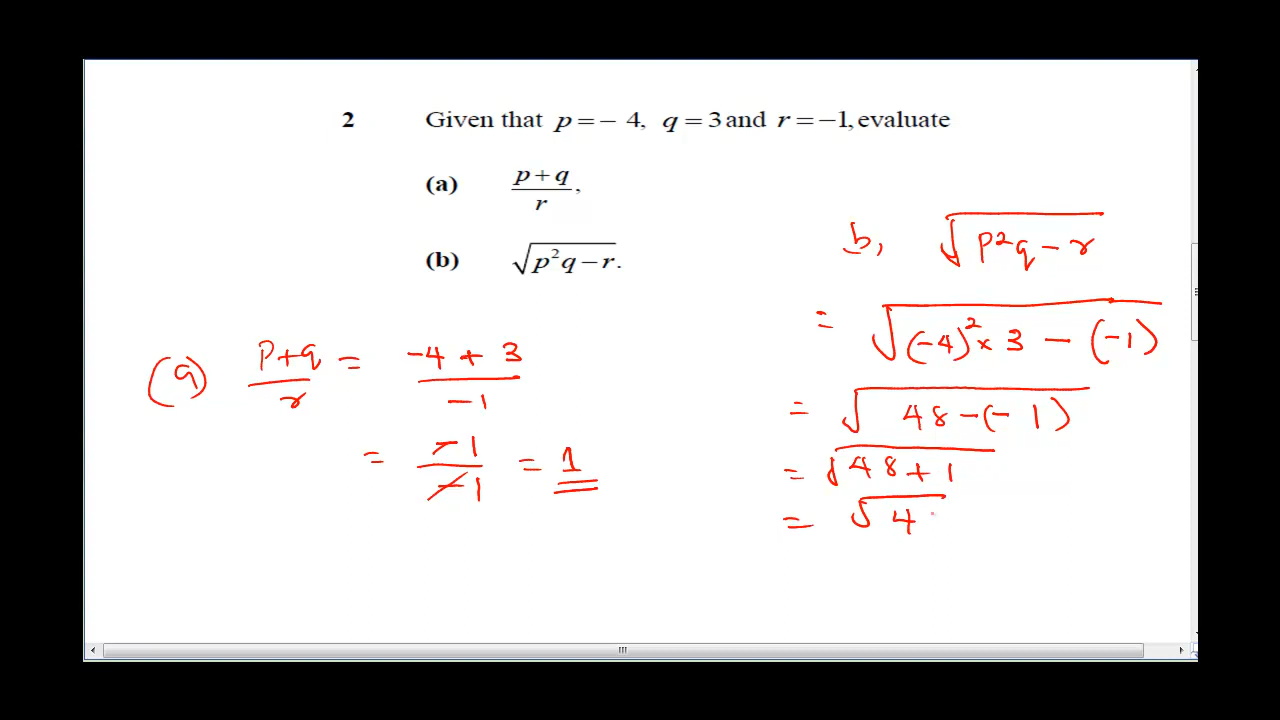 2 Given that p = − 4, q = 3 and r = −1, evaluate
(a) p + q / r ,
(b) √p²q − r.
b, √p²q − r
= √(−4)² × 3 − (−1)
= √48 − (− 1)
= √48 + 1
= √4
(a) p+q / r = −4 + 3 / −1
= −1 / −1 = 1